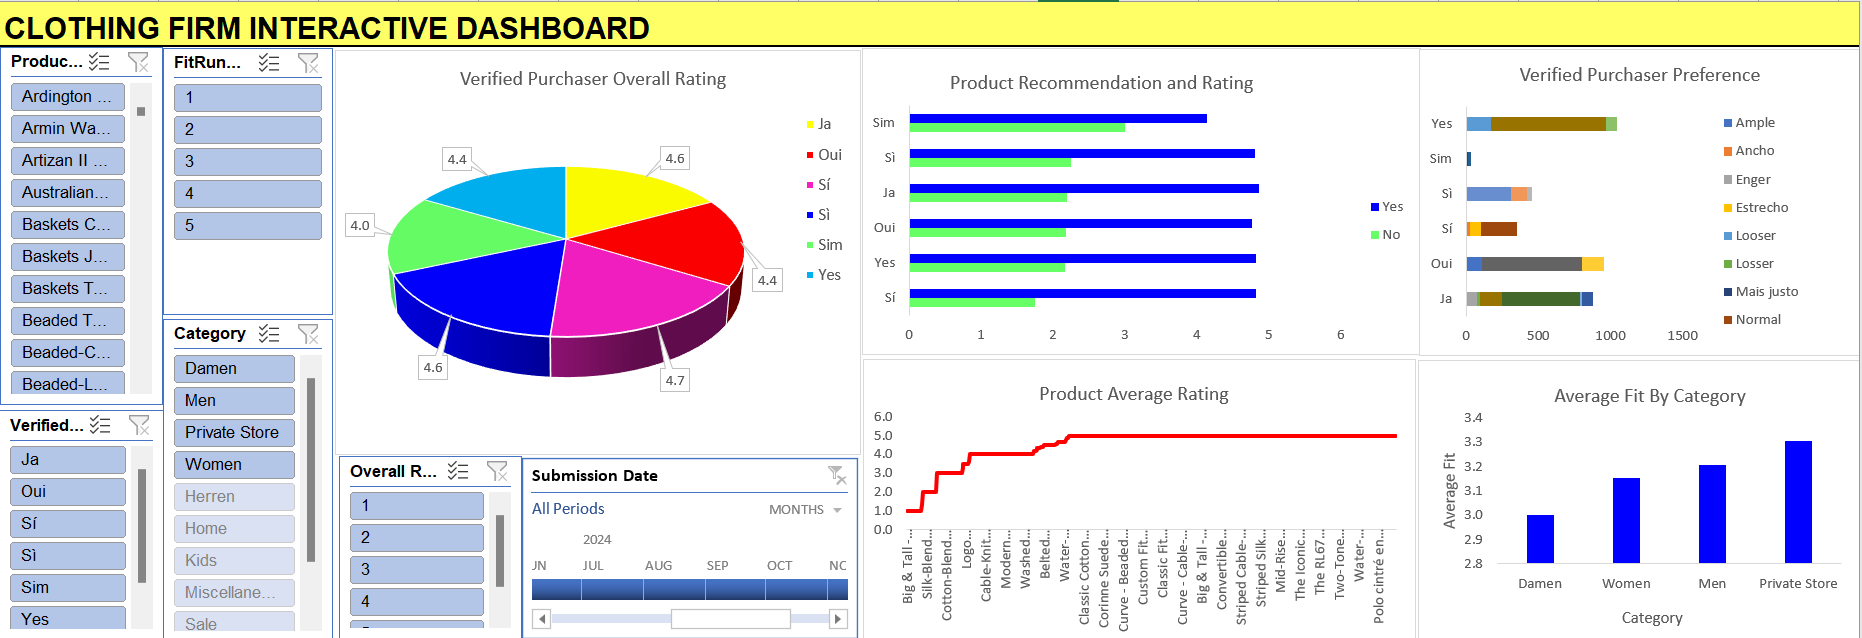 CLOTHING FIRM INTERACTIVE DASHBOARD
Produc...
Ardington ...
Armin Wa...
Artizan II ...
Australian...
Baskets C...
Baskets J...
Baskets T...
Beaded T...
Beaded-C...
Beaded-L...
Verified...
Ja
Oui
Sí
Sì
Sim
Yes
FitRun...
1
2
3
4
5
Category
Damen
Men
Private Store
Women
Herren
Home
Kids
Miscellane...
Sale
Verified Purchaser Overall Rating
4.4
4.6
4.0
4.4
4.6
4.7
Ja
Oui
Sí
Sì
Sim
Yes
Overall R...
1
2
3
4
Submission Date
All Periods
MONTHS
2024
JN JUL AUG SEP OCT NC
Product Recommendation and Rating
Sim
Sì
Ja
Oui
Yes
Sí
0 1 2 3 4 5 6
Yes
No
Verified Purchaser Preference
Yes
Sim
Sì
Sí
Oui
Ja
0 500 1000 1500
Ample
Ancho
Enger
Estrecho
Looser
Losser
Mais justo
Normal
Product Average Rating
6.0
5.0
4.0
3.0
2.0
1.0
0.0
Big & Tall -...
Silk-Blend...
Cotton-Blend...
Logo...
Cable-Knit...
Modern...
Washed...
Belted...
Water-...
Classic Cotton...
Corinne Suede...
Curve - Beaded...
Custom Fit...
Classic Fit...
Curve - Cable-...
Big & Tall -...
Convertible...
Striped Cable-...
Striped Silk...
Mid-Rise...
The Iconic...
The RL67...
Two-Tone...
Water-...
Polo cintré en...
Average Fit By Category
Average Fit
3.4
3.3
3.2
3.1
3.0
2.9
2.8
Damen Women Men Private Store
Category